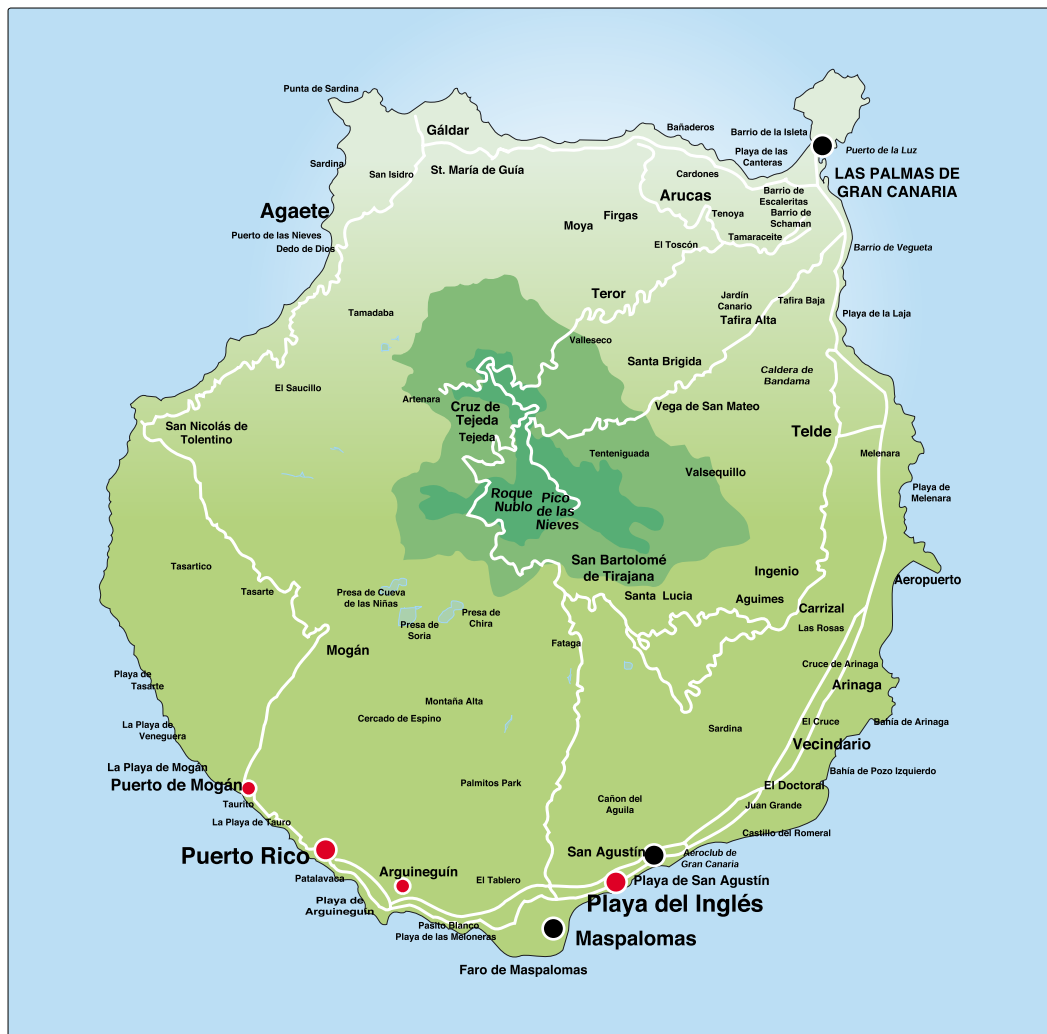 Punta de Sardina
Gáldar
Bañaderos
Barrio de la Isleta
Playa de las
Canteras
Puerto de la Luz
LAS PALMAS DE
GRAN CANARIA
Sardina
San Isidro
St. María de Guía
Cardones
Arucas
Barrio de
Escaleritas
Barrio de
Schaman
Agaete
Firgas
Moya
Tenoya
Tamaraceite
El Toscón
Barrio de Vegueta
Puerto de las Nieves
Dedo de Dios
Teror
Jardín
Canario
Tafira Baja
Tafira Alta
Playa de la Laja
Tamadaba
Valleseco
Santa Brigida
Caldera de
Bandama
El Saucillo
Artenara
Cruz de
Tejeda
Tejeda
Vega de San Mateo
San Nicolás de
Tolentino
Telde
Melenara
Tenteniguada
Valsequillo
Playa de
Melenara
Roque
Nublo
Pico
de las
Nieves
San Bartolomé
de Tirajana
Ingenio
Aeropuerto
Tasartico
Tasarte
Presa de Cueva
de las Niñas
Presa de
Soria
Presa de
Chira
Santa Lucia
Aguimes
Carrizal
Las Rosas
Mogán
Fataga
Cruce de Arinaga
Arinaga
Playa de
Tasarte
Montaña Alta
Cercado de Espino
Sardina
El Cruce
Bahía de Arinaga
La Playa de
Veneguera
Vecindario
La Playa de Mogán
Puerto de Mogán
Bahía de Pozo Izquierdo
Palmitos Park
El Doctoral
Taurito
Cañon del
Aguila
Juan Grande
La Playa de Tauro
Castillo del Romeral
Puerto Rico
San Agustín
Aeroclub de
Gran Canaria
Patalavaca
Arguineguín
El Tablero
Playa de San Agustín
Playa de
Arguineguín
Playa del Inglés
Pasito Blanco
Playa de las Meloneras
Maspalomas
Faro de Maspalomas